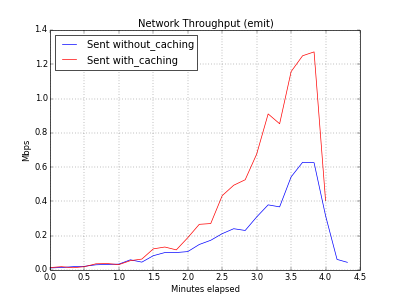 Network Throughput (emit)
Sent without_caching
Sent with_caching
Mbps
1.4
1.2
1.0
0.8
0.6
0.4
0.2
0.0
0.0 0.5 1.0 1.5 2.0 2.5 3.0 3.5 4.0 4.5
Minutes elapsed